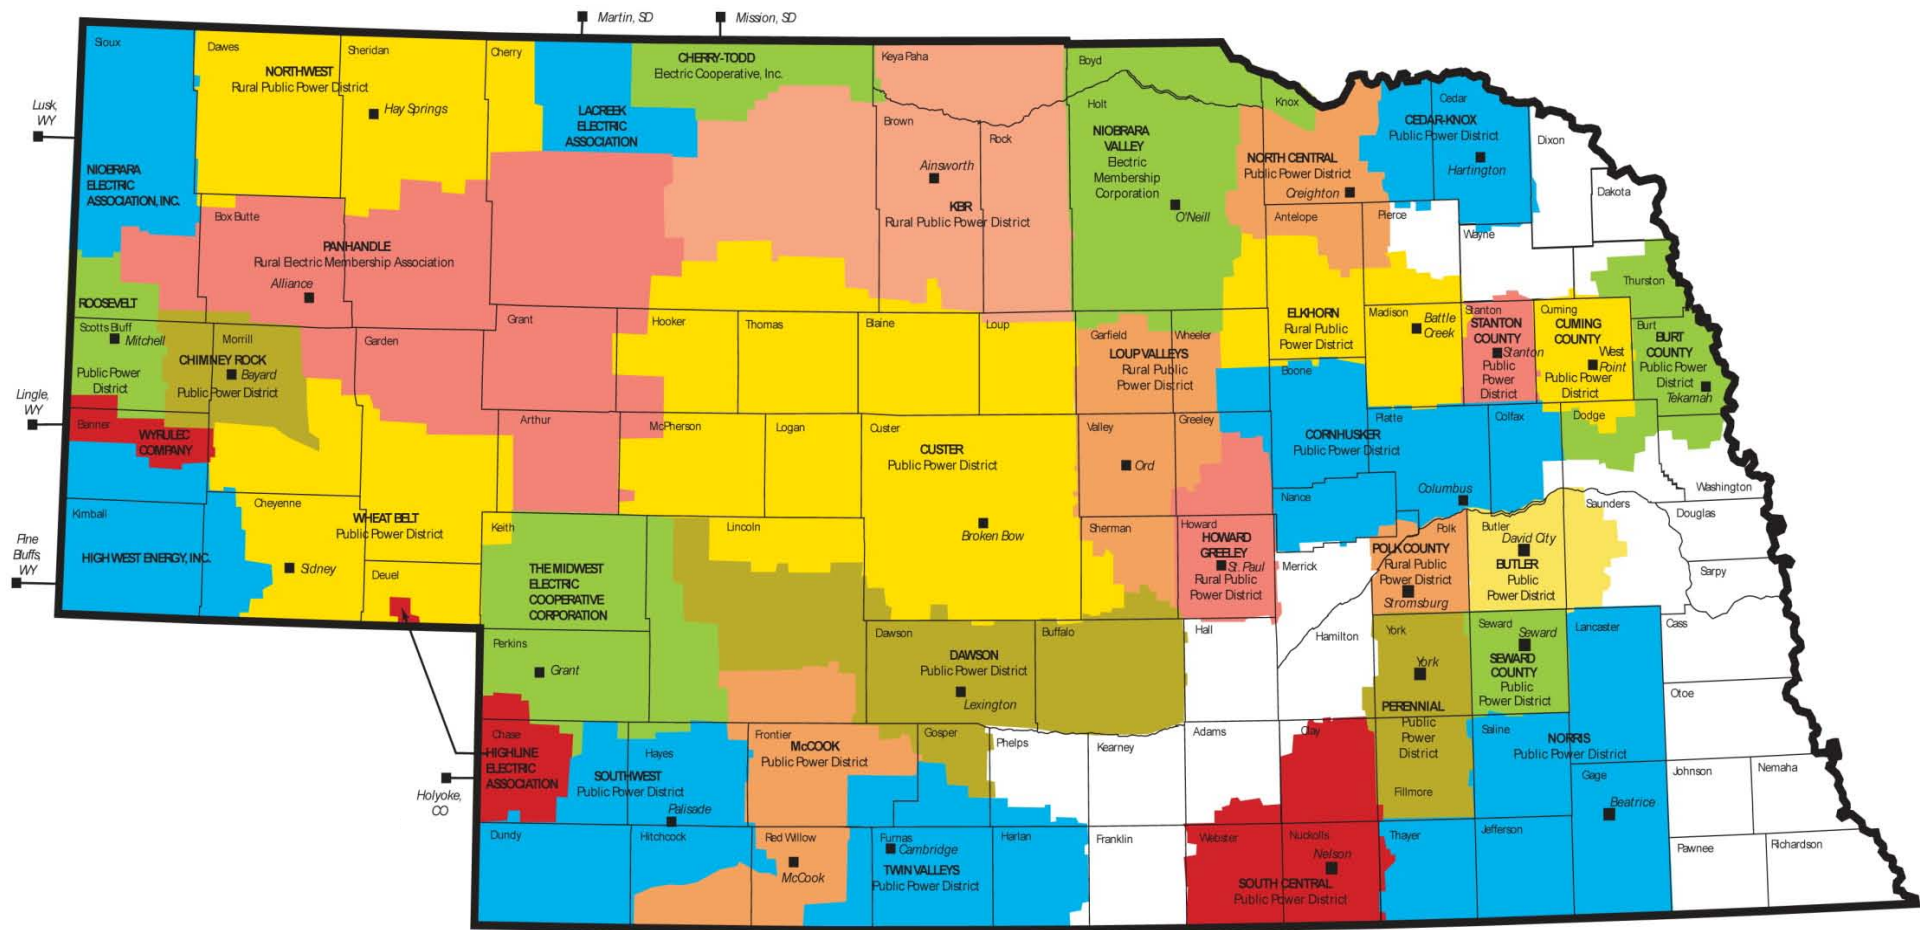 Martin, SD
Mission, SD
Sioux
Dawes
Sheridan
Cherry
NORTHWEST
Rural Public Power District
Hay Springs
CHERRY-TODD
Electric Cooperative, Inc.
Keya Paha
Boyd
Knox
Cedar
CEDAR-KNOX
Public Power District
Hartington
Dixon
Dakota
Lusk,
WY
LACREEK
ELECTRIC
ASSOCIATION
Holt
Brown
Rock
Ainsworth
NIOBRARA
VALLEY
Electric
Membership
Corporation
O'Neill
NORTH CENTRAL
Public Power District
Creighton
NIOBRARA
ELECTRIC
ASSOCIATION, INC.
KBR
Rural Public Power District
Box Butte
PANHANDLE
Rural Electric Membership Association
Alliance
Antelope
Pierce
Wayne
Thurston
ROOSEVELT
Scotts Bluff
Mitchell
Public Power
District
Morrill
CHIMNEY ROCK
Bayard
Public Power District
Garden
Grant
Hooker
Thomas
Blaine
Loup
Garfield
Wheeler
LOUP VALLEYS
Rural Public
Power District
ELKHORN
Rural Public
Power District
Madison
Battle
Creek
Stanton
STANTON
COUNTY
Stanton
Public
Power
District
Cuming
CUMING
COUNTY
West
Point
Public Power
District
Burt
BURT
COUNTY
Public Power
District
Tekamah
Lingle,
WY
Banner
WYRULEC
COMPANY
Arthur
McPherson
Logan
Custer
CUSTER
Public Power District
Broken Bow
Valley
Ord
Greeley
Boone
CORNHUSKER
Public Power District
Platte
Colfax
Dodge
Columbus
Nance
Washington
Kimball
HIGH WEST ENERGY, INC.
Pine
Bluffs,
WY
Cheyenne
WHEAT BELT
Public Power District
Sidney
Deuel
Keith
Lincoln
THE MIDWEST
ELECTRIC
COOPERATIVE
CORPORATION
Sherman
Howard
HOWARD
GREELEY
St. Paul
Rural Public
Power District
Merrick
Polk
POLK COUNTY
Rural Public
Power District
Stromsburg
Butler
David City
BUTLER
Public
Power District
Saunders
Douglas
Sarpy
Perkins
Grant
Dawson
DAWSON
Public Power District
Lexington
Buffalo
Hall
Hamilton
York
York
PERENNIAL
Public
Power
District
Seward
Seward
SEWARD
COUNTY
Public
Power District
Lancaster
Cass
Otoe
Chase
HIGHLINE
ELECTRIC
ASSOCIATION
Holyoke,
CO
Hayes
SOUTHWEST
Public Power District
Palisade
Frontier
McCOOK
Public Power District
Gosper
Phelps
Kearney
Adams
Clay
Fillmore
Saline
NORRIS
Public Power District
Gage
Beatrice
Johnson
Nemaha
Dundy
Hitchcock
Red Willow
McCook
Furnas
Cambridge
TWIN VALLEYS
Public Power District
Harlan
Franklin
Webster
Nuckolls
Nelson
SOUTH CENTRAL
Public Power District
Thayer
Jefferson
Pawnee
Richardson